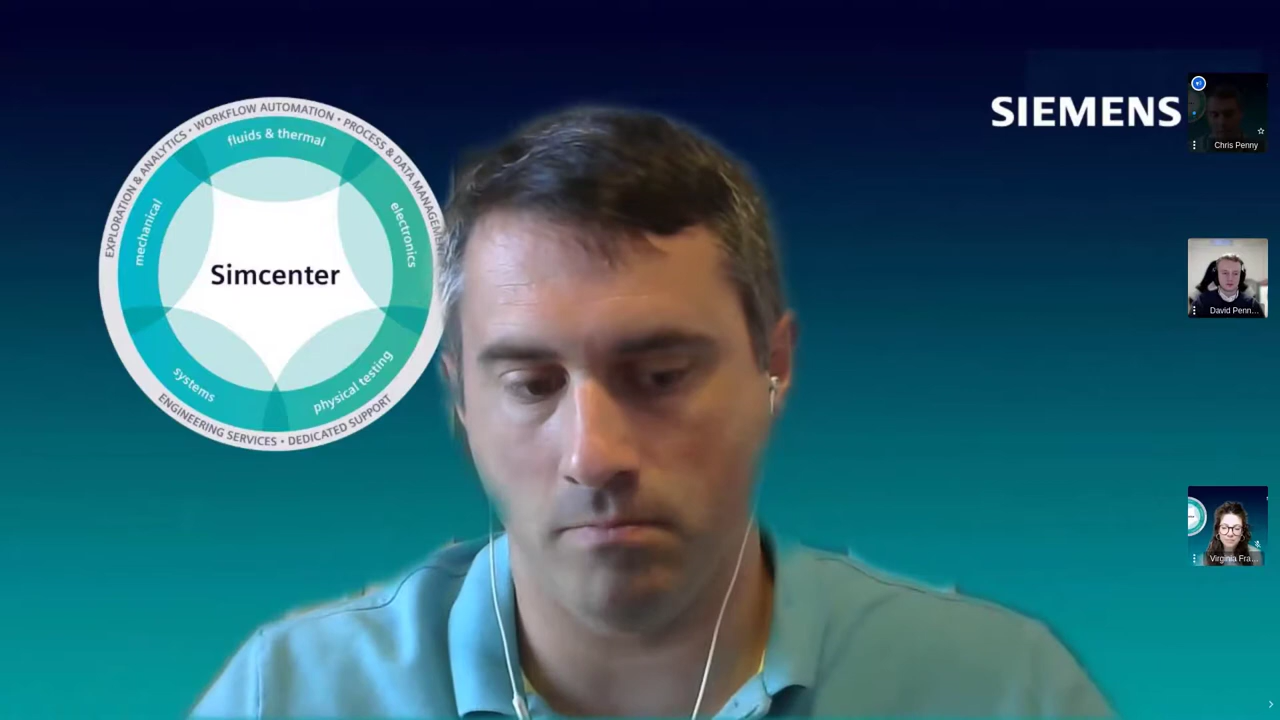 EXPLORATION & ANALYTICS • WORKFLOW AUTOMATION • PROCESS & DATA MANAGEMEN
fluids & thermal
mechanical
electronics
Simcenter
systems
physical testing
ENGINEERING SERVICES • DEDICATED SUPPORT
SIEMENS
Chris Penny
David Penn...
Virginia Fra...